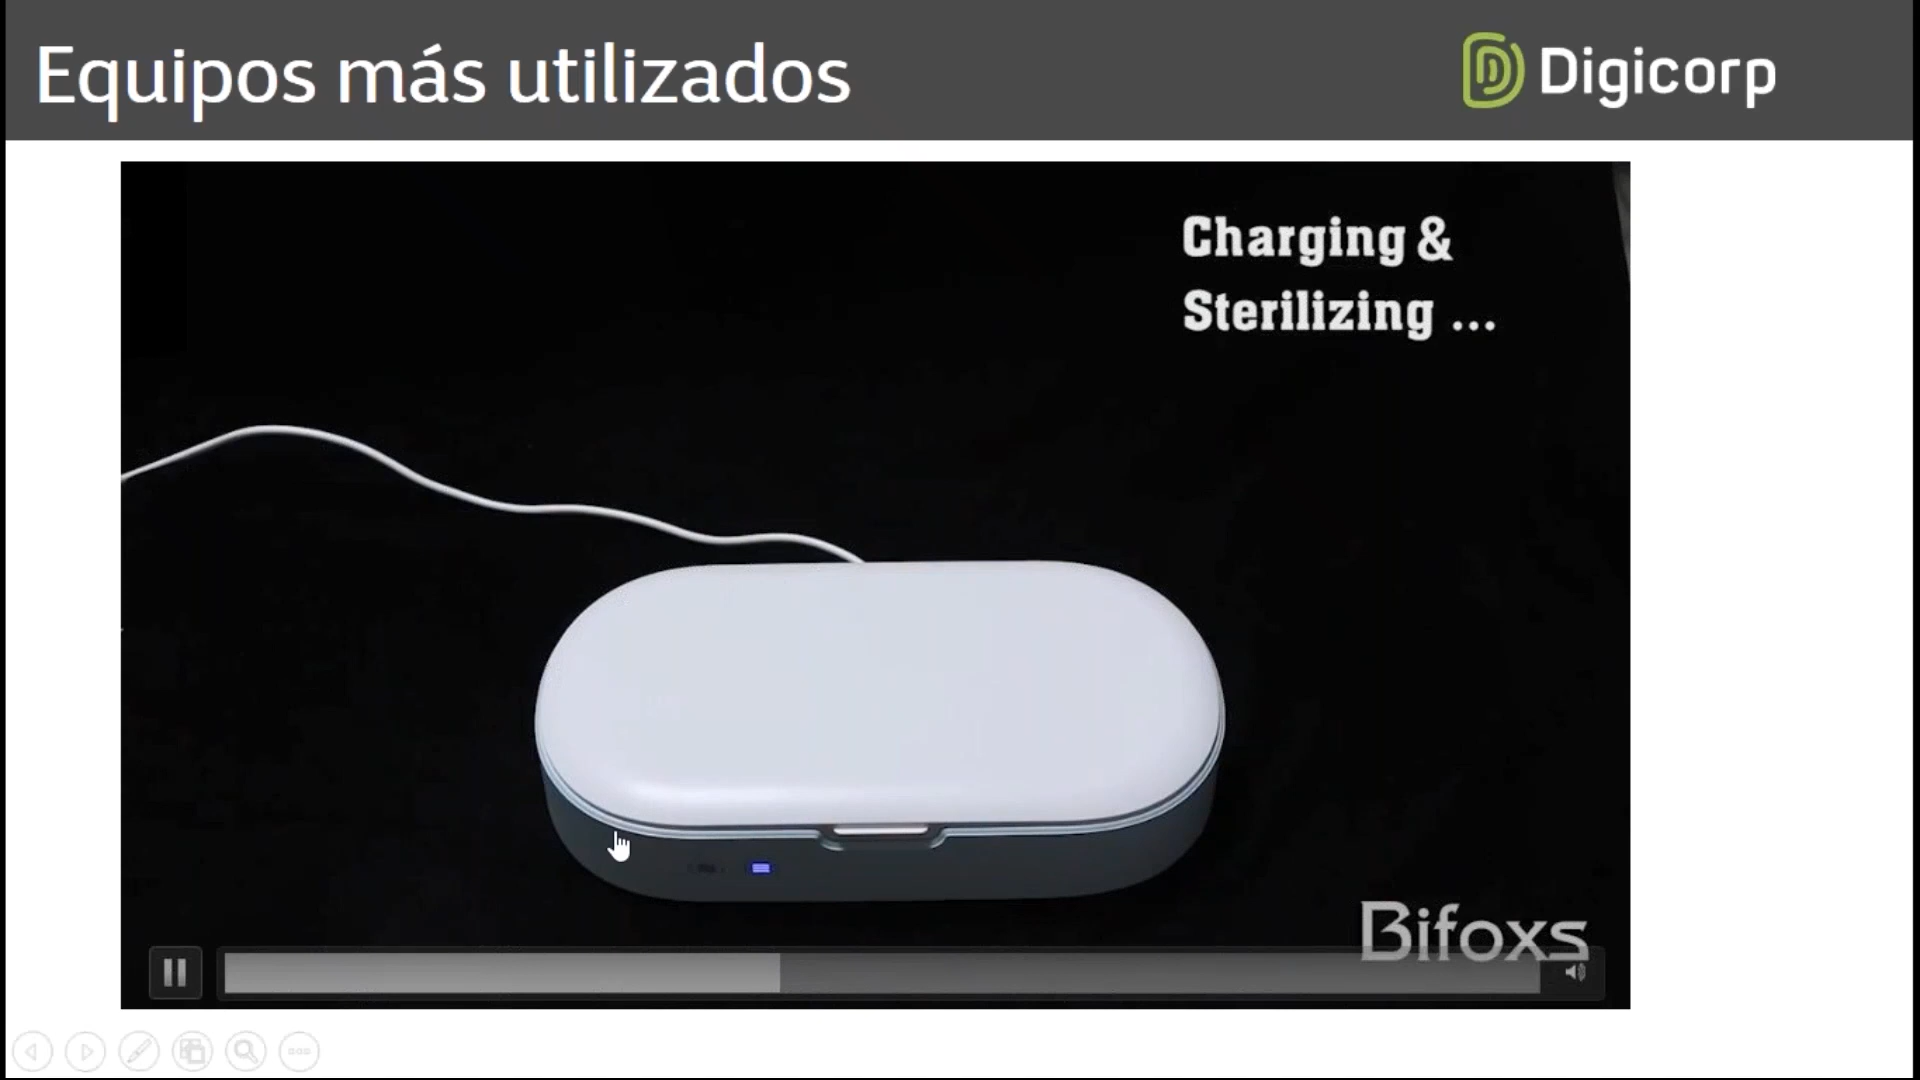 Equipos más utilizados
Digicorp
Charging &
Sterilizing ...
Bifoxs